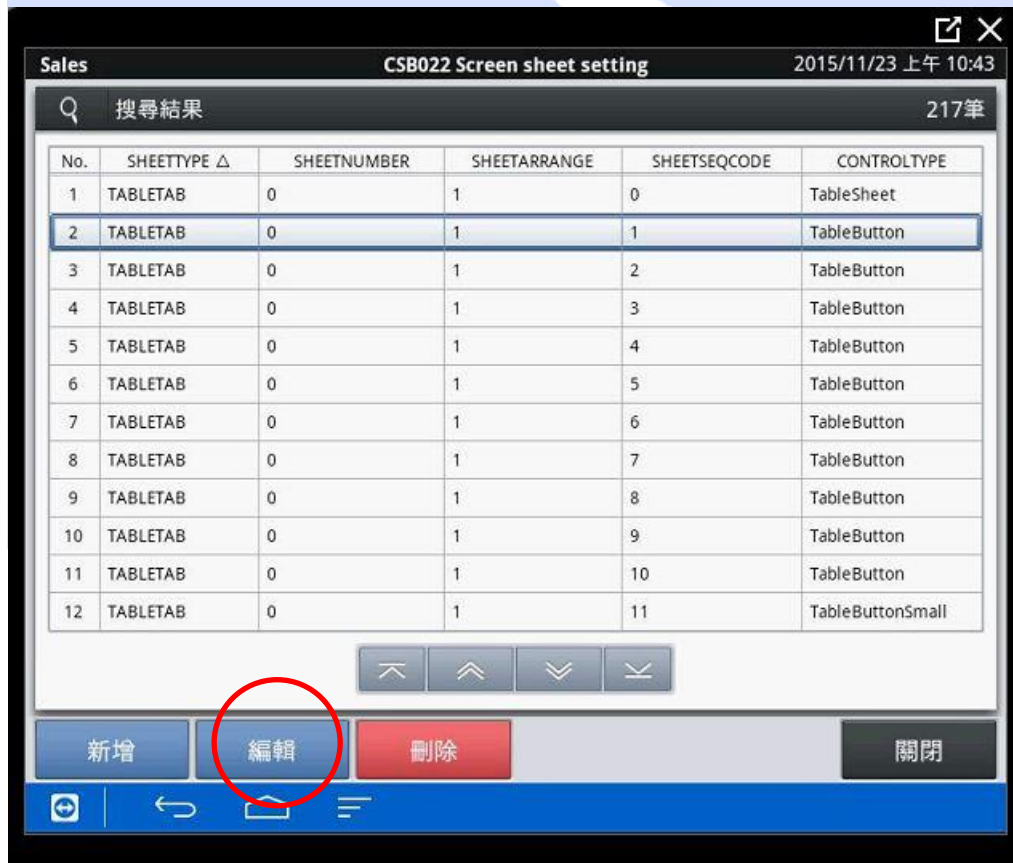 Sales CSB022 Screen sheet setting 2015/11/23 上午 10:43
搜尋結果 217筆
No. SHEETTYPE △ SHEETNUMBER SHEETARRANGE SHEETSEQCODE CONTROLTYPE
1 TABLETAB 0 1 0 TableSheet
2 TABLETAB 0 1 1 TableButton
3 TABLETAB 0 1 2 TableButton
4 TABLETAB 0 1 3 TableButton
5 TABLETAB 0 1 4 TableButton
6 TABLETAB 0 1 5 TableButton
7 TABLETAB 0 1 6 TableButton
8 TABLETAB 0 1 7 TableButton
9 TABLETAB 0 1 8 TableButton
10 TABLETAB 0 1 9 TableButton
11 TABLETAB 0 1 10 TableButton
12 TABLETAB 0 1 11 TableButtonSmall
新增 編輯 刪除 關閉